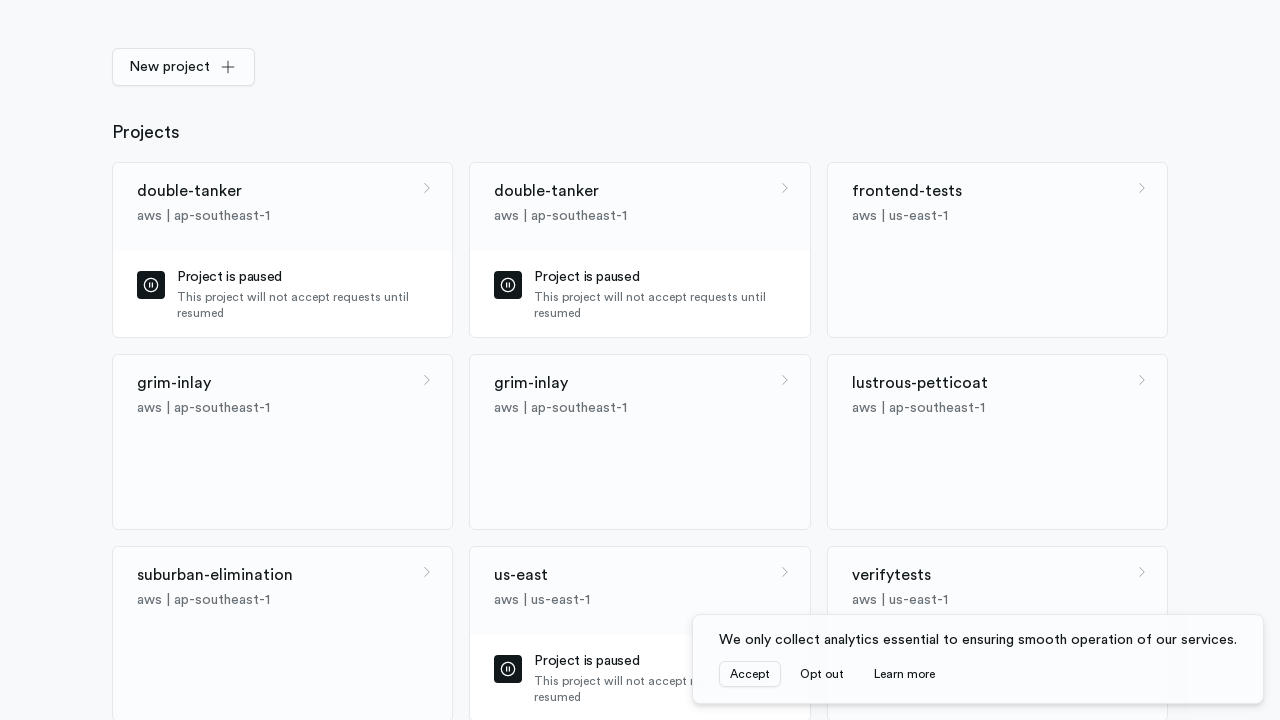 New project
Projects
double-tanker
aws | ap-southeast-1
Project is paused
This project will not accept requests until
resumed
double-tanker
aws | ap-southeast-1
Project is paused
This project will not accept requests until
resumed
frontend-tests
aws | us-east-1
grim-inlay
aws | ap-southeast-1
grim-inlay
aws | ap-southeast-1
lustrous-petticoat
aws | ap-southeast-1
suburban-elimination
aws | ap-southeast-1
us-east
aws | us-east-1
Project is paused
This project will not accept
resumed
verifytests
aws | us-east-1
We only collect analytics essential to ensuring smooth operation of our services.
Accept
Opt out
Learn more